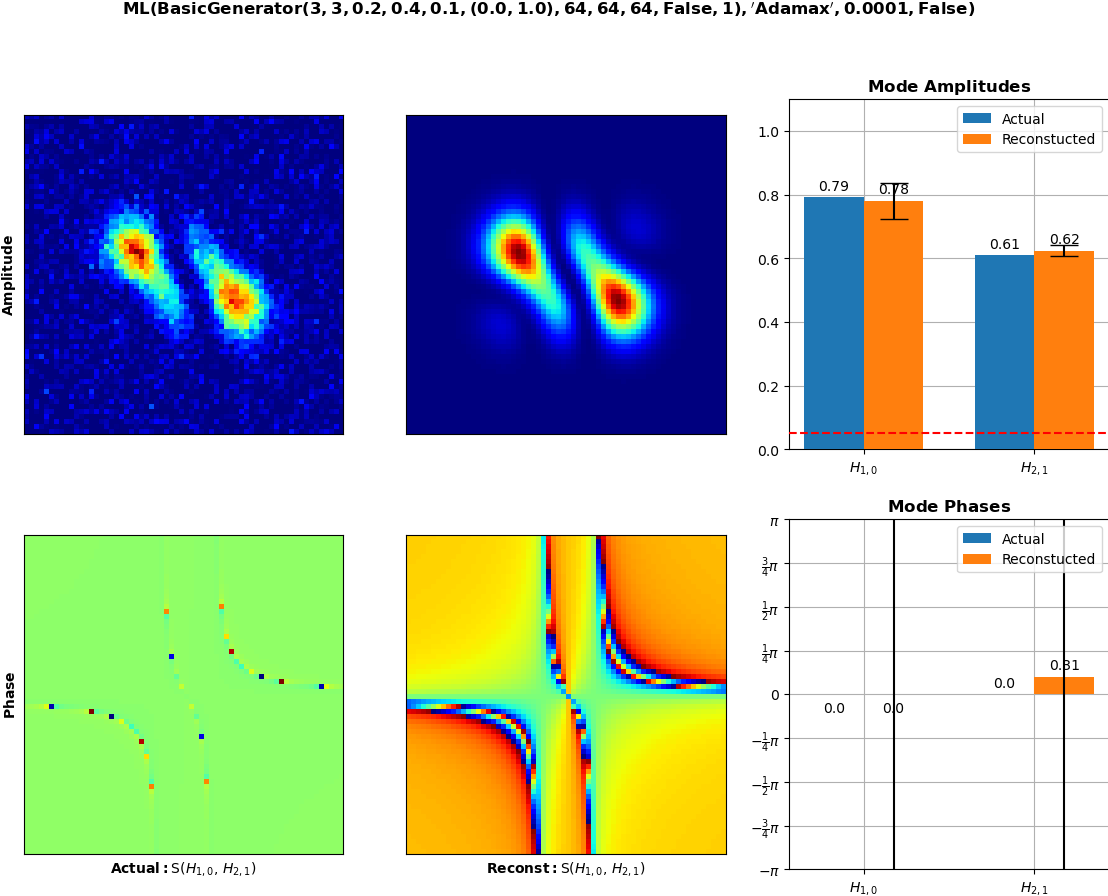 ML(BasicGenerator(3, 3, 0.2, 0.4, 0.1, (0.0, 1.0), 64, 64, 64, False, 1), ′Adamax′, 0.0001, False)
Amplitude
Mode Amplitudes
Actual
Reconstucted
1.0
0.8
0.6
0.4
0.2
0.0
0.79
0.78
0.61
0.62
H1, 0
H2, 1
Phase
Actual: S(H1, 0, H2, 1)
Reconst: S(H1, 0, H2, 1)
Mode Phases
Actual
Reconstucted
π
3/4π
1/2π
1/4π
0
−1/4π
−1/2π
−3/4π
−π
0.0
0.0
0.0
0.31
H1, 0
H2, 1